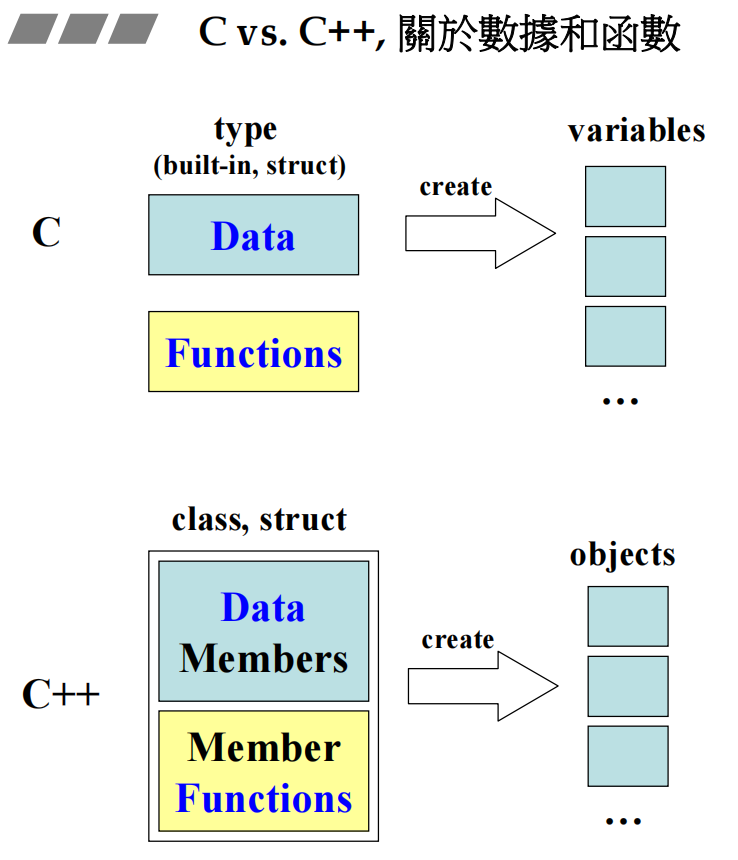 C vs. C++, 關於數據和函數
type
(built-in, struct)
variables
create
C
Data
Functions
…
class, struct
objects
Data
Members
create
C++
Member
Functions
…